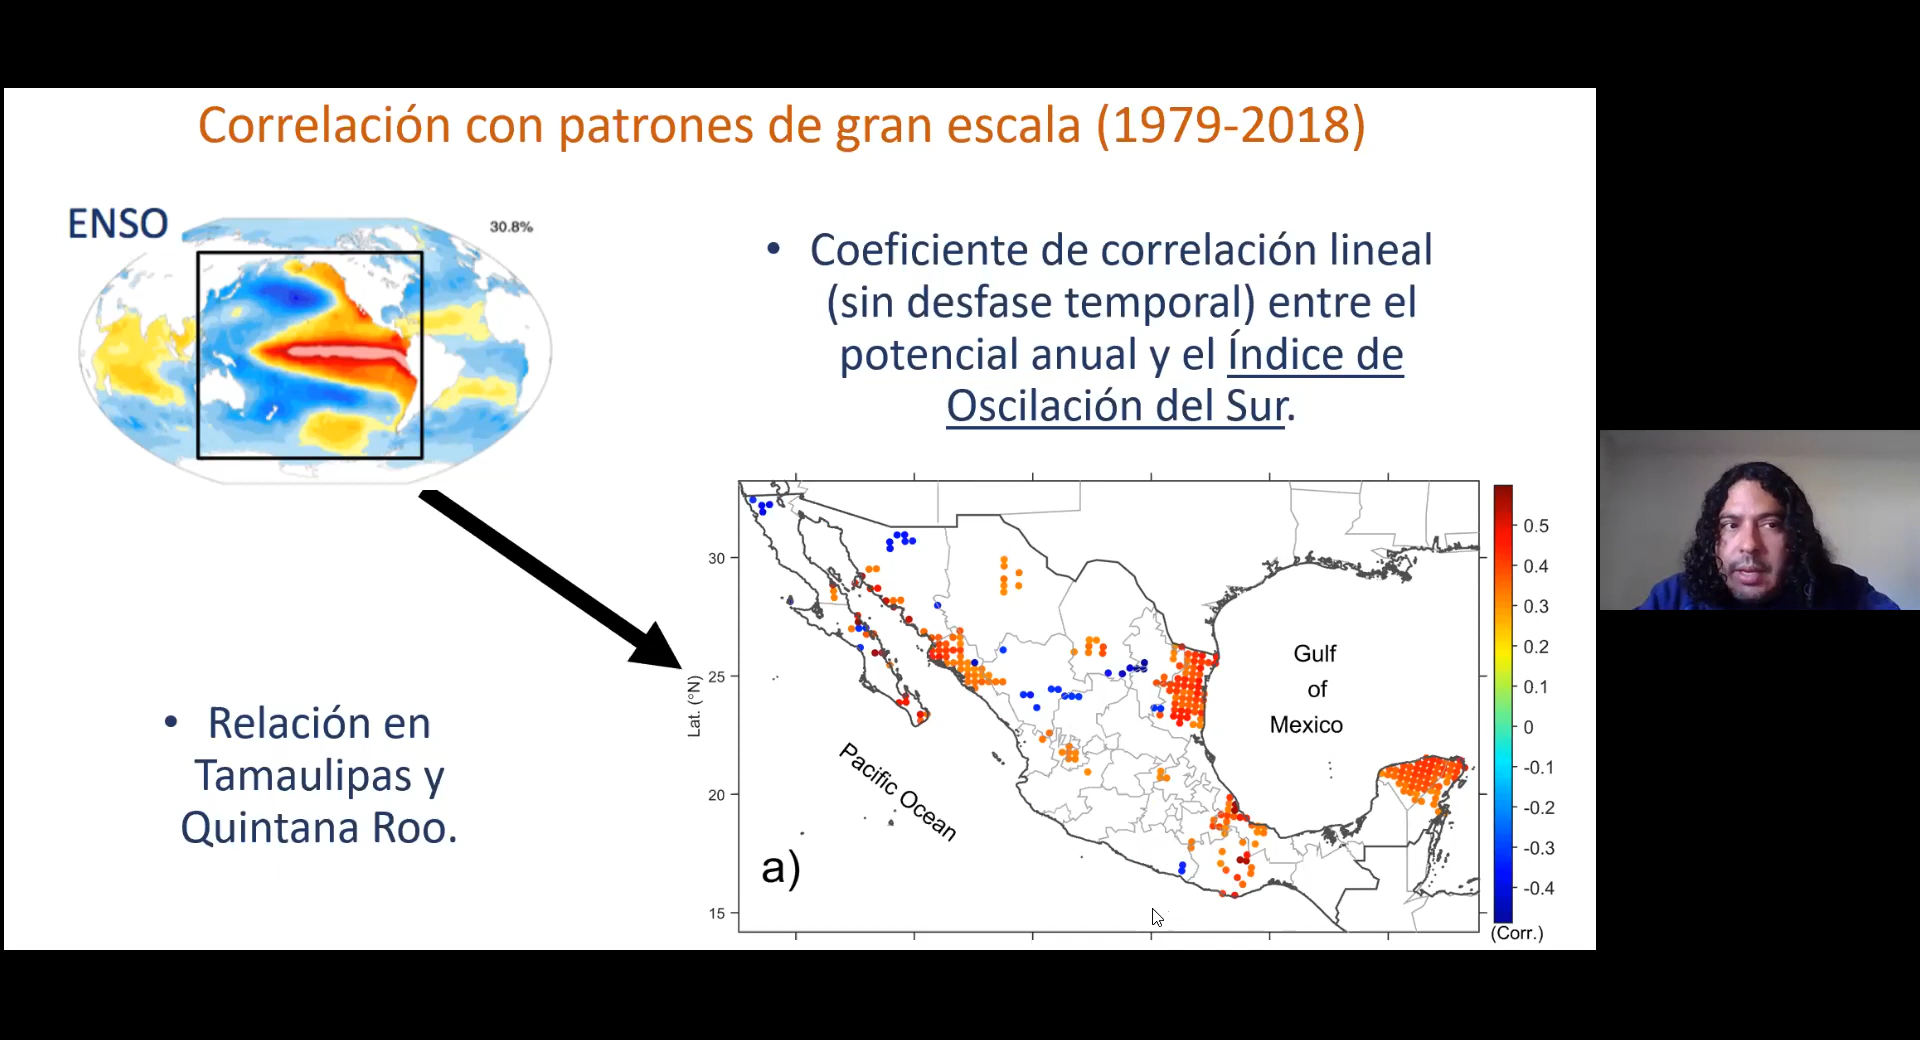 Correlación con patrones de gran escala (1979-2018)
ENSO
30.8%
• Coeficiente de correlación lineal
(sin desfase temporal) entre el
potencial anual y el Índice de
Oscilación del Sur.
• Relación en
Tamaulipas y
Quintana Roo.
Lat. (°N)
30
25
20
15
Pacific Ocean
Gulf
of
Mexico
a)
0.5
0.4
0.3
0.2
0.1
0
-0.1
-0.2
-0.3
-0.4
(Corr.)